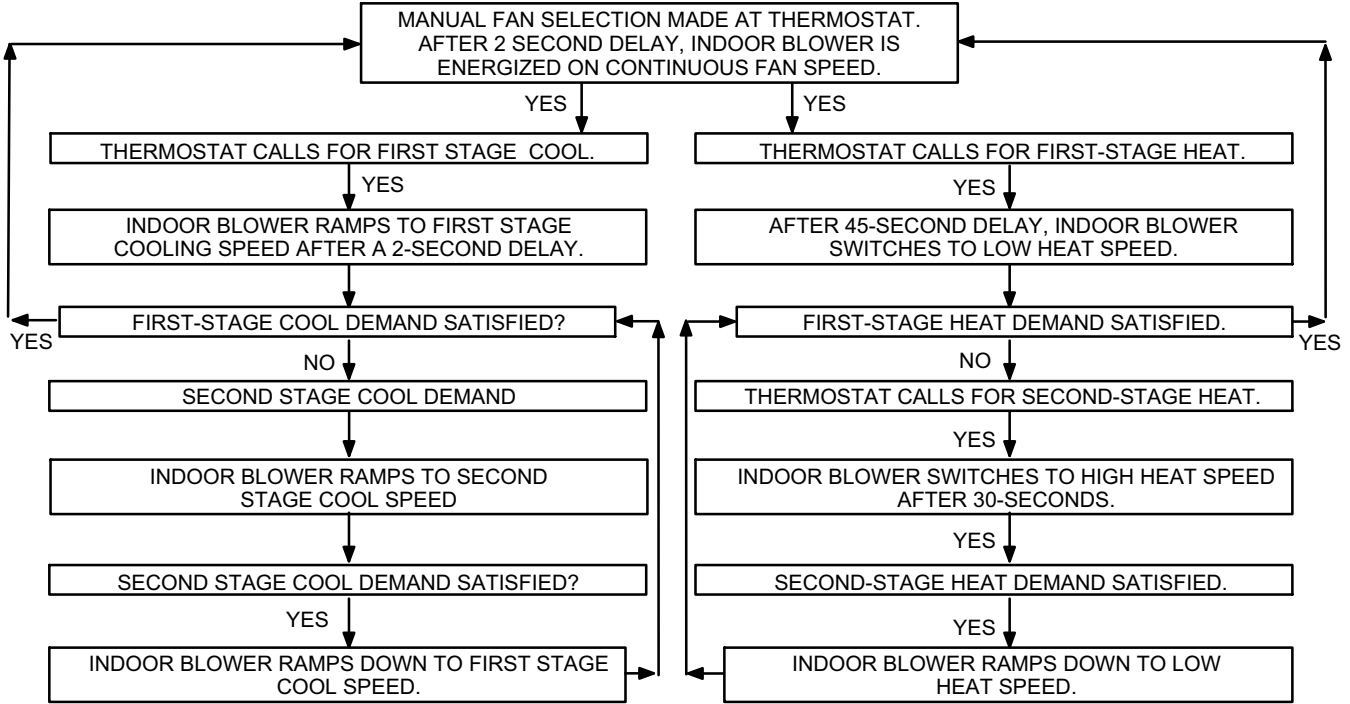 MANUAL FAN SELECTION MADE AT THERMOSTAT.
AFTER 2 SECOND DELAY, INDOOR BLOWER IS
ENERGIZED ON CONTINUOUS FAN SPEED.
YES
YES
THERMOSTAT CALLS FOR FIRST STAGE COOL.
YES
INDOOR BLOWER RAMPS TO FIRST STAGE
COOLING SPEED AFTER A 2-SECOND DELAY.
FIRST-STAGE COOL DEMAND SATISFIED?
YES
NO
SECOND STAGE COOL DEMAND
INDOOR BLOWER RAMPS TO SECOND
STAGE COOL SPEED
SECOND STAGE COOL DEMAND SATISFIED?
YES
INDOOR BLOWER RAMPS DOWN TO FIRST STAGE
COOL SPEED.
THERMOSTAT CALLS FOR FIRST-STAGE HEAT.
YES
AFTER 45-SECOND DELAY, INDOOR BLOWER
SWITCHES TO LOW HEAT SPEED.
FIRST-STAGE HEAT DEMAND SATISFIED.
YES
NO
THERMOSTAT CALLS FOR SECOND-STAGE HEAT.
YES
INDOOR BLOWER SWITCHES TO HIGH HEAT SPEED
AFTER 30-SECONDS.
YES
SECOND-STAGE HEAT DEMAND SATISFIED.
YES
INDOOR BLOWER RAMPS DOWN TO LOW
HEAT SPEED.